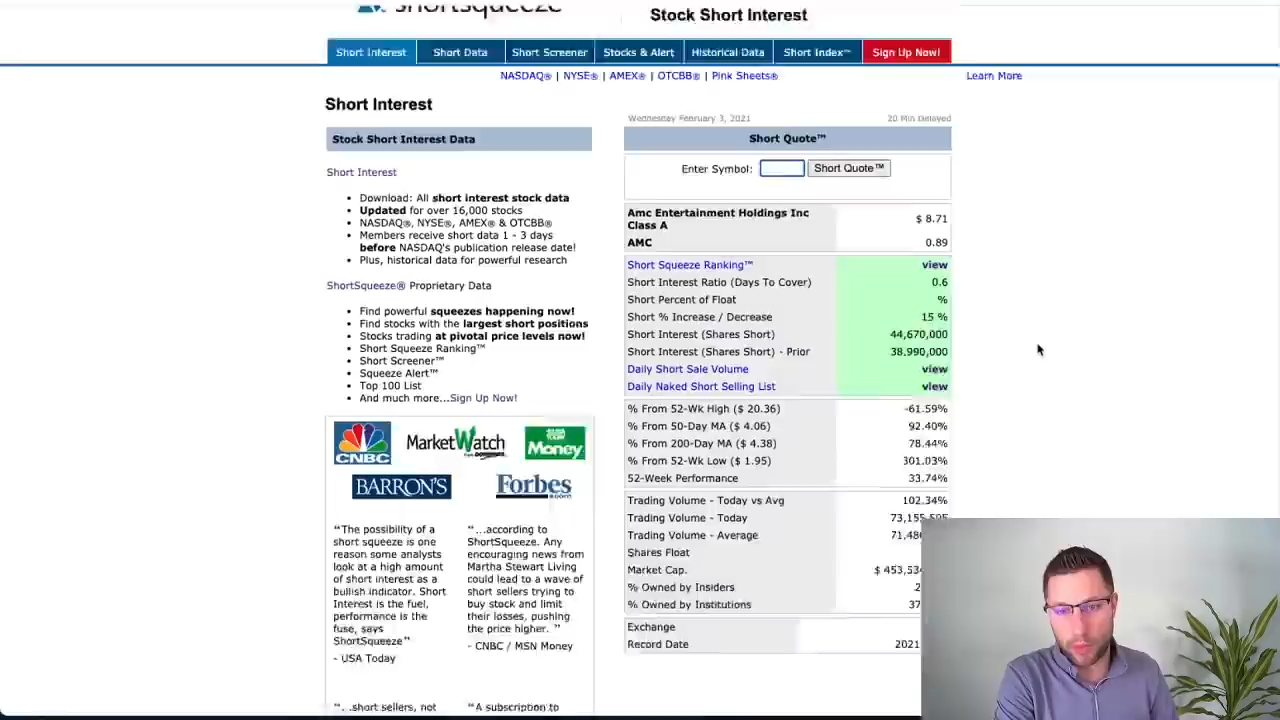 shortsqueeze
Stock Short Interest
Short Interest
Short Data
Short Screener
Stocks & Alert
Historical Data
Short Index™
Sign Up Now!
NASDAQ® | NYSE® | AMEX® | OTCBB® | Pink Sheets®
Learn More
Short Interest
Stock Short Interest Data
Short Interest
• Download: All short interest stock data
• Updated for over 16,000 stocks
• NASDAQ®, NYSE®, AMEX® & OTCBB®
• Members receive short data 1 - 3 days
before NASDAQ's publication release date!
• Plus, historical data for powerful research
ShortSqueeze® Proprietary Data
• Find powerful squeezes happening now!
• Find stocks with the largest short positions
• Stocks trading at pivotal price levels now!
• Short Squeeze Ranking™
• Short Screener™
• Squeeze Alert™
• Top 100 List
• And much more...Sign Up Now!
CNBC
MarketWatch
Money
BARRON'S
Forbes
.com
“The possibility of a
short squeeze is one
reason some analysts
look at a high amount
of short interest as a
bullish indicator. Short
Interest is the fuel,
performance is the
fuse, says
ShortSqueeze”
- USA Today
“...according to
ShortSqueeze. Any
encouraging news from
Martha Stewart Living
could lead to a wave of
short sellers trying to
buy stock and limit
their losses, pushing
the price higher. ”
- CNBC / MSN Money
“...short sellers, not
“A subscription to
Wednesday February 3, 2021
20 Min Delayed
Short Quote™
Enter Symbol:
Short Quote™
Amc Entertainment Holdings Inc
Class A
$ 8.71
AMC
0.89
Short Squeeze Ranking™ view
Short Interest Ratio (Days To Cover) 0.6
Short Percent of Float %
Short % Increase / Decrease 15 %
Short Interest (Shares Short) 44,670,000
Short Interest (Shares Short) - Prior 38,990,000
Daily Short Sale Volume view
Daily Naked Short Selling List view
% From 52-Wk High ($ 20.36) -61.59%
% From 50-Day MA ($ 4.06) 92.40%
% From 200-Day MA ($ 4.38) 78.44%
% From 52-Wk Low ($ 1.95) 301.03%
52-Week Performance 33.74%
Trading Volume - Today vs Avg 102.34%
Trading Volume - Today 73,155,
Trading Volume - Average 71,48
Shares Float
Market Cap. $ 453,53
% Owned by Insiders 2
% Owned by Institutions 37
Exchange
Record Date 2021